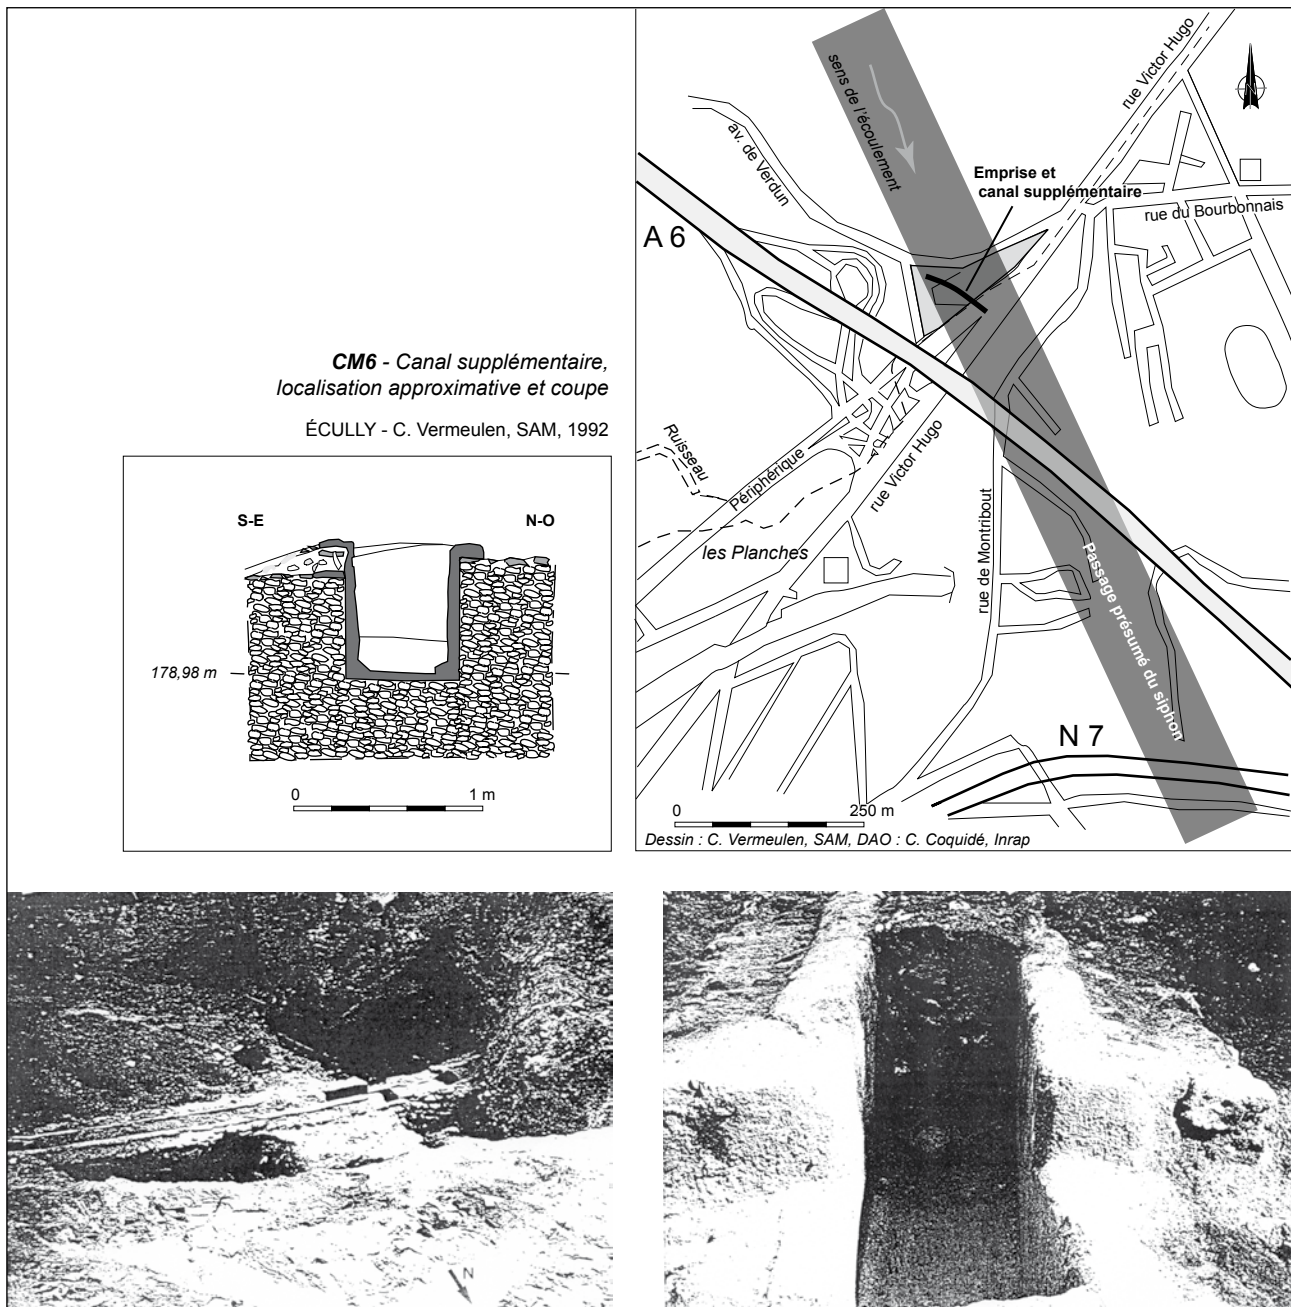 CM6 - Canal supplémentaire,
localisation approximative et coupe
ÉCULLY - C. Vermeulen, SAM, 1992
S-E
N-O
178,98 m
0
1 m
sens de l'écoulement
rue Victor Hugo
av. de Verdun
Emprise et
canal supplémentaire
rue du Bourbonnais
A 6
Ruisseau
Périphérique
rue Victor Hugo
les Planches
rue de Montribout
Passage présumé du siphon
N 7
0
250 m
Dessin : C. Vermeulen, SAM, DAO : C. Coquidé, Inrap
N